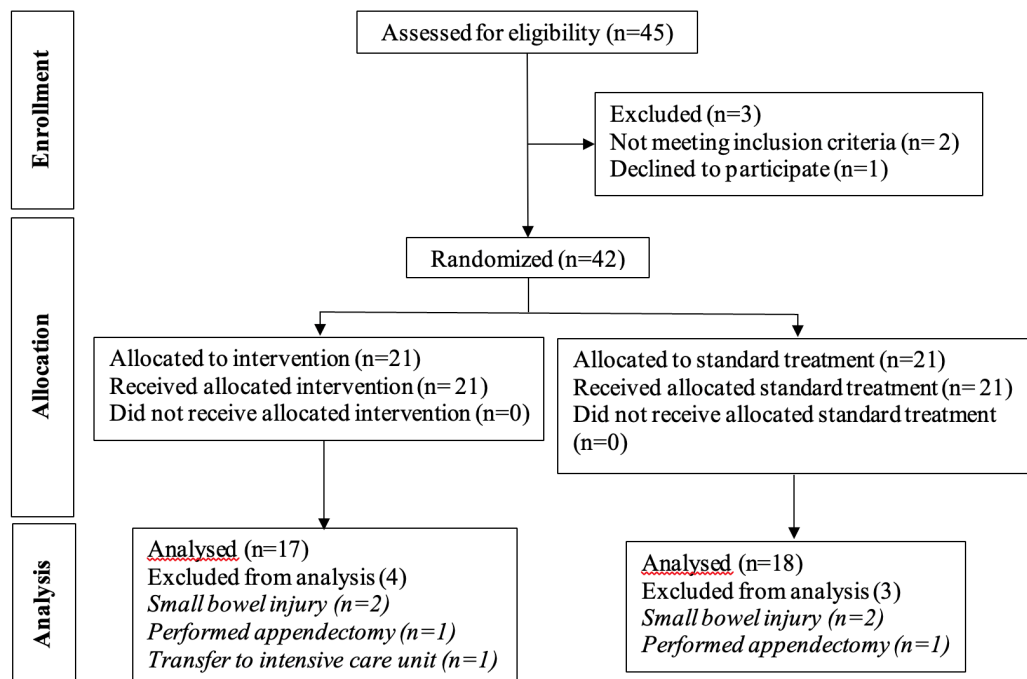 Enrollment
Assessed for eligibility (n=45)
Excluded (n=3)
Not meeting inclusion criteria (n= 2)
Declined to participate (n=1)
Allocation
Randomized (n=42)
Allocated to intervention (n=21)
Received allocated intervention (n= 21)
Did not receive allocated intervention (n=0)
Allocated to standard treatment (n=21)
Received allocated standard treatment (n= 21)
Did not receive allocated standard treatment
(n=0)
Analysis
Analysed (n=17)
Excluded from analysis (4)
Small bowel injury (n=2)
Performed appendectomy (n=1)
Transfer to intensive care unit (n=1)
Analysed (n=18)
Excluded from analysis (3)
Small bowel injury (n=2)
Performed appendectomy (n=1)